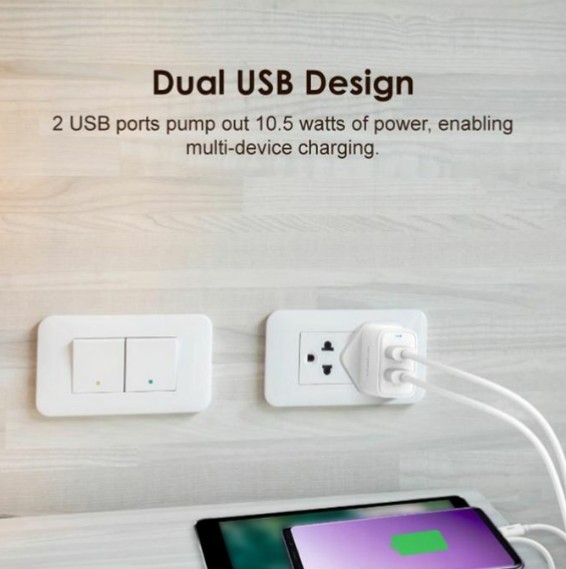 Dual USB Design
2 USB ports pump out 10.5 watts of power, enabling
multi-device charging.